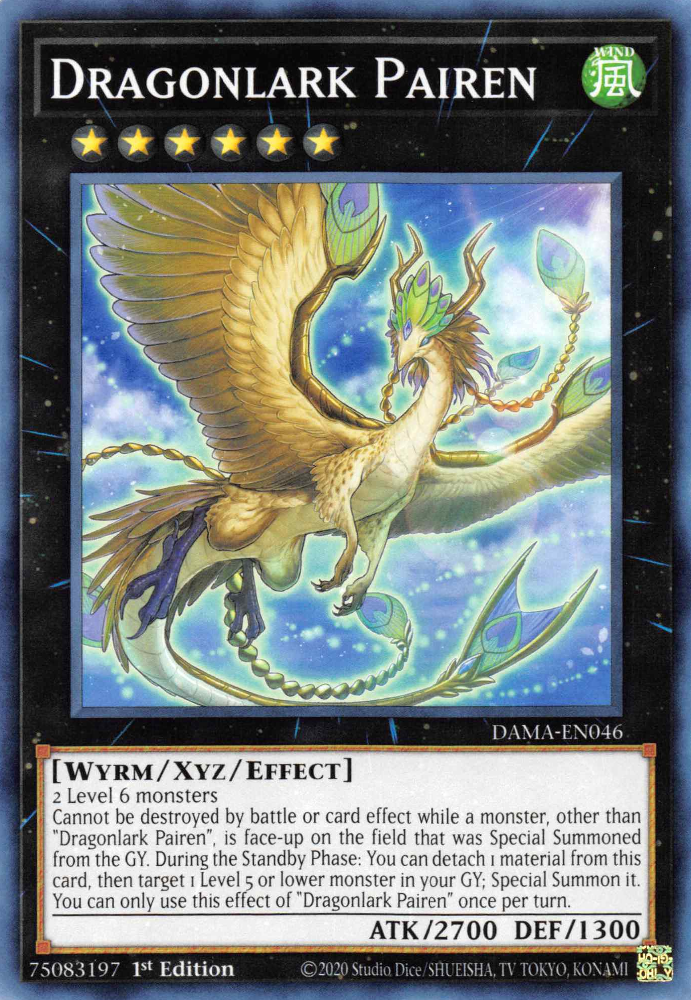 DRAGONLARK PAIREN
WIND
風
DAMA-EN046
[WYRM/XYZ/EFFECT]
2 Level 6 monsters
Cannot be destroyed by battle or card effect while a monster, other than
"Dragonlark Pairen", is face-up on the field that was Special Summoned
from the GY. During the Standby Phase: You can detach 1 material from this
card, then target 1 Level 5 or lower monster in your GY; Special Summon it.
You can only use this effect of "Dragonlark Pairen" once per turn.
ATK/2700 DEF/1300
75083197 1st Edition ©2020 Studio Dice/SHUEISHA, TV TOKYO, KONAMI